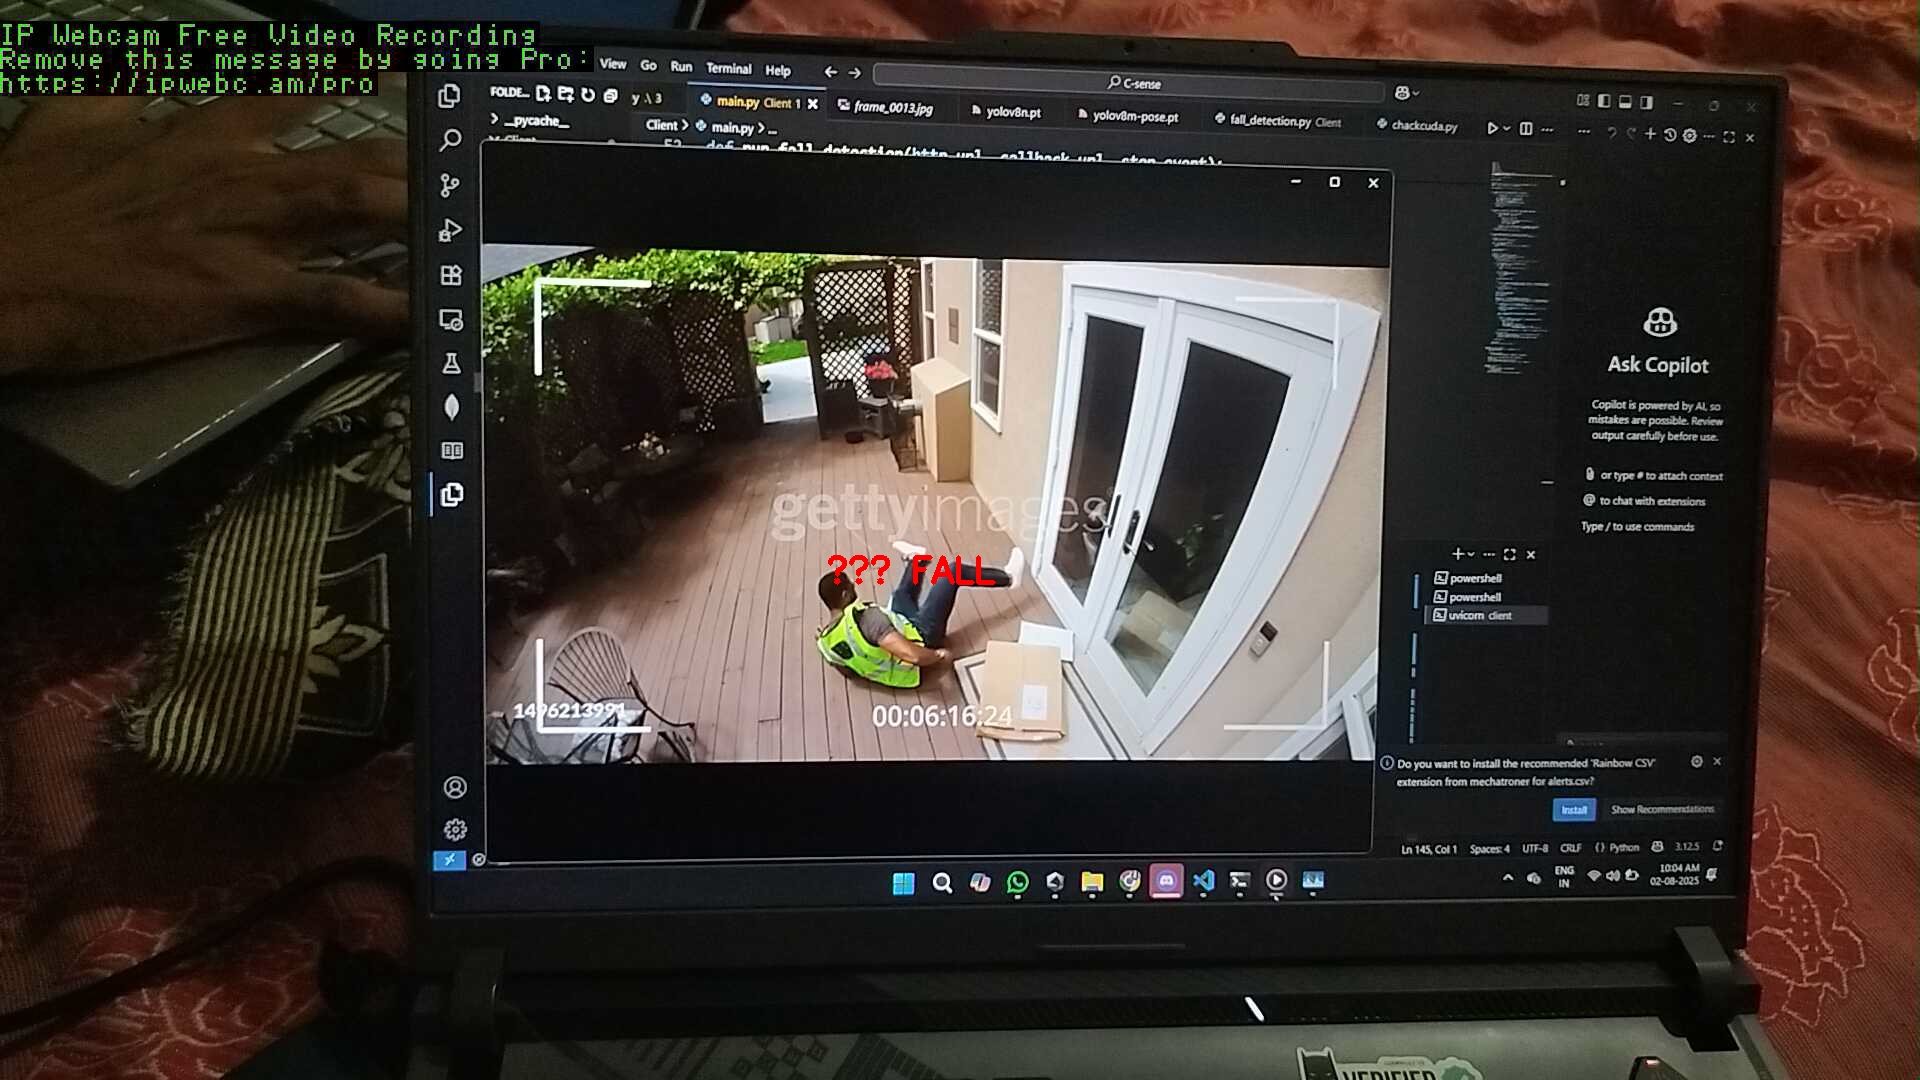 IP Webcam Free Video Recording
Remove this message by going Pro:
https://ipwebc.am/pro
View Go Run Terminal Help
C-sense
FOLDE...
y .\ 3
main.py Client 1
frame_0013.jpg
yolov8n.pt
yolov8m-pose.pt
fall_detection.py Client
chackcuda.py
__pycache__
Client > main.py > ...
gettyimages
??? FALL
1496213991
00:06:16:24
Ask Copilot
Copilot is powered by AI, so
mistakes are possible. Review
output carefully before use.
or type # to attach context
@ to chat with extensions
Type / to use commands
powershell
powershell
uvicorn client
Do you want to install the recommended 'Rainbow CSV'
extension from mechatroner for alerts.csv?
Install
Show Recommendations
Ln 145, Col 1 Spaces: 4 UTF-8 CRLF {} Python 3.12.5
ENG
IN
10:04 AM
02-08-2025
VERIFIED